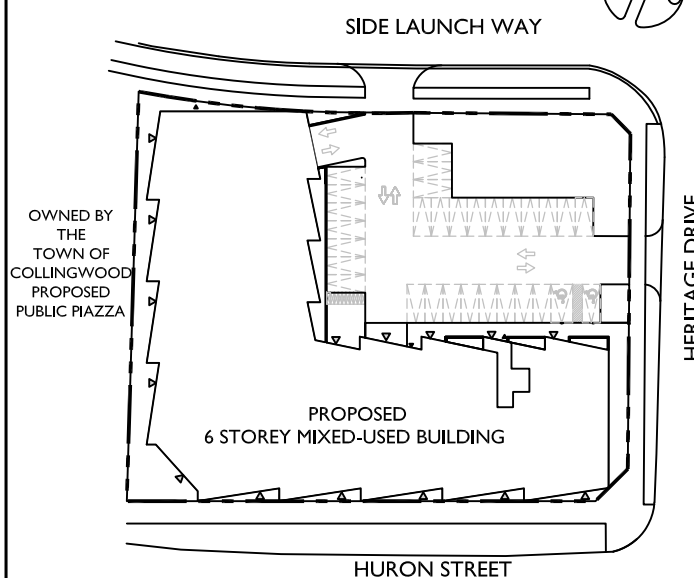 SIDE LAUNCH WAY
OWNED BY
THE
TOWN OF
COLLINGWOOD
PROPOSED
PUBLIC PIAZZA
HERITAGE DRIVE
PROPOSED
6 STOREY MIXED-USED BUILDING
HURON STREET